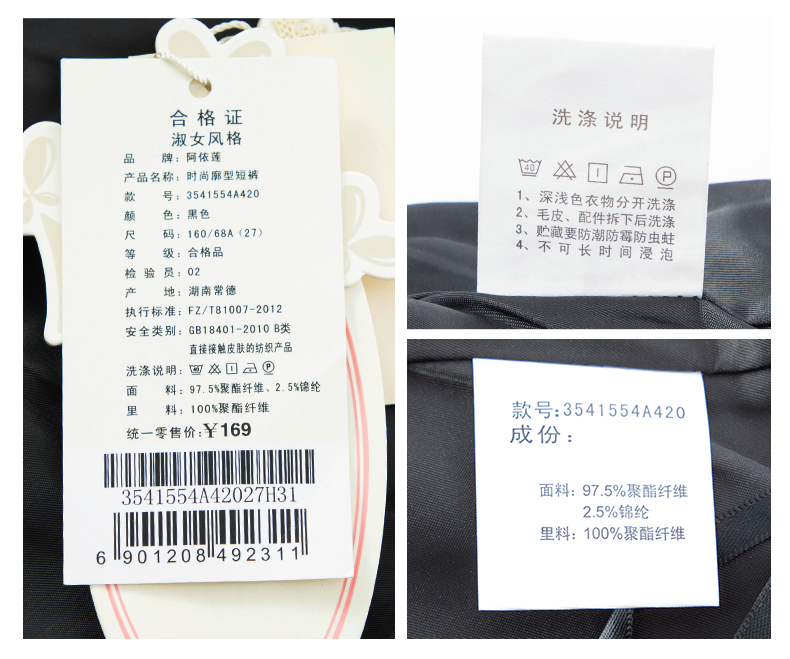 合格证
淑女风格
品 牌：阿依莲
产品名称：时尚廓型短裤
款 号：3541554A420
颜 色：黑色
尺 码：160/68A（27）
等 级：合格品
检 验 员：02
产 地：湖南常德
执行标准：FZ/T81007-2012
安全类别：GB18401-2010 B类
直接接触皮肤的纺织产品
洗涤说明：
面 料：97.5%聚酯纤维、2.5%锦纶
里 料：100%聚酯纤维
统一零售价:￥169
3541554A42027H31
6 901208 492311
洗涤说明
40 P
1、深浅色衣物分开洗涤
2、毛皮、配件拆下后洗涤
3、贮藏要防潮防霉防虫蛀
4、不可长时间浸泡
款号:3541554A420
成份：
面料：97.5%聚酯纤维
2.5%锦纶
里料：100%聚酯纤维